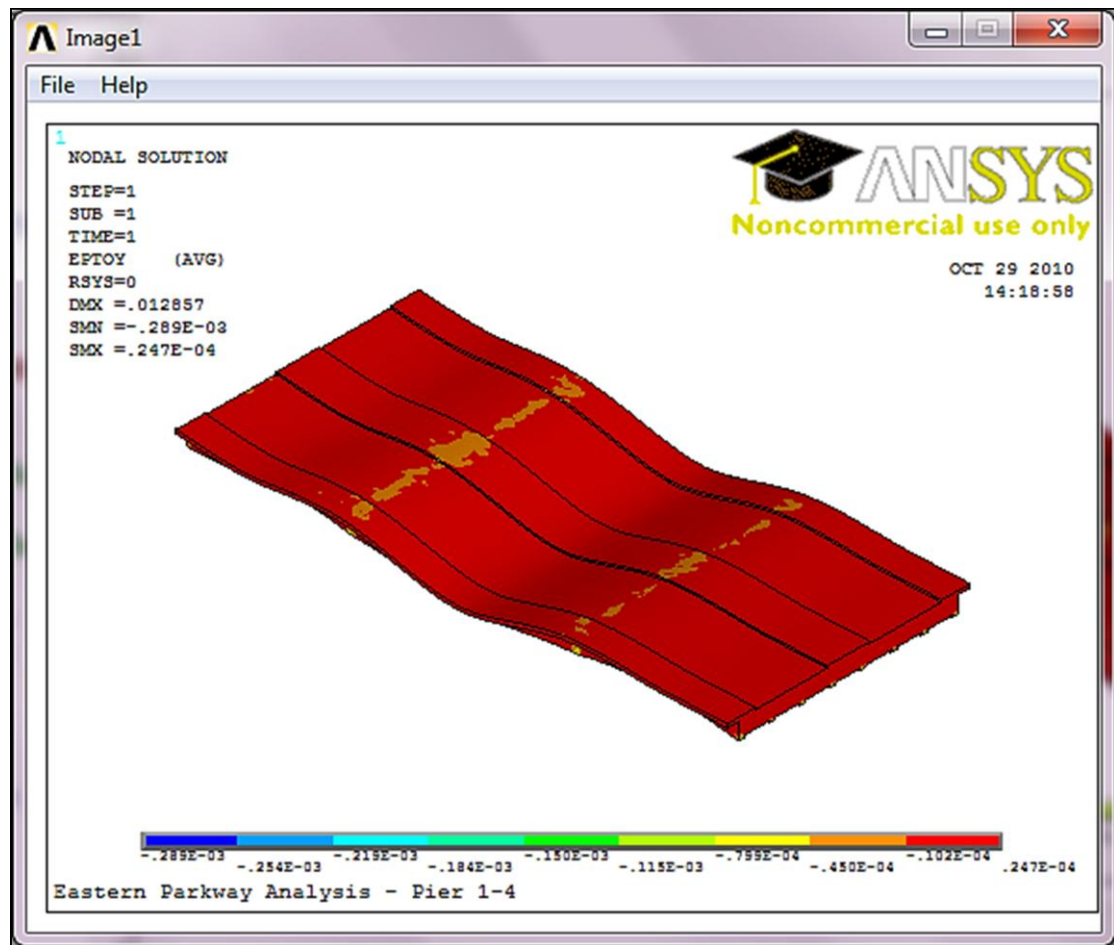 Image1
File Help
1
NODAL SOLUTION
STEP=1
SUB =1
TIME=1
EPTOY (AVG)
RSYS=0
DMX =.012857
SMN =-.289E-03
SMX =.247E-04
ANSYS
Noncommercial use only
OCT 29 2010
14:18:58
-.289E-03 -.219E-03 -.150E-03 -.799E-04 -.102E-04
-.254E-03 -.184E-03 -.115E-03 -.450E-04 .247E-04
Eastern Parkway Analysis - Pier 1-4